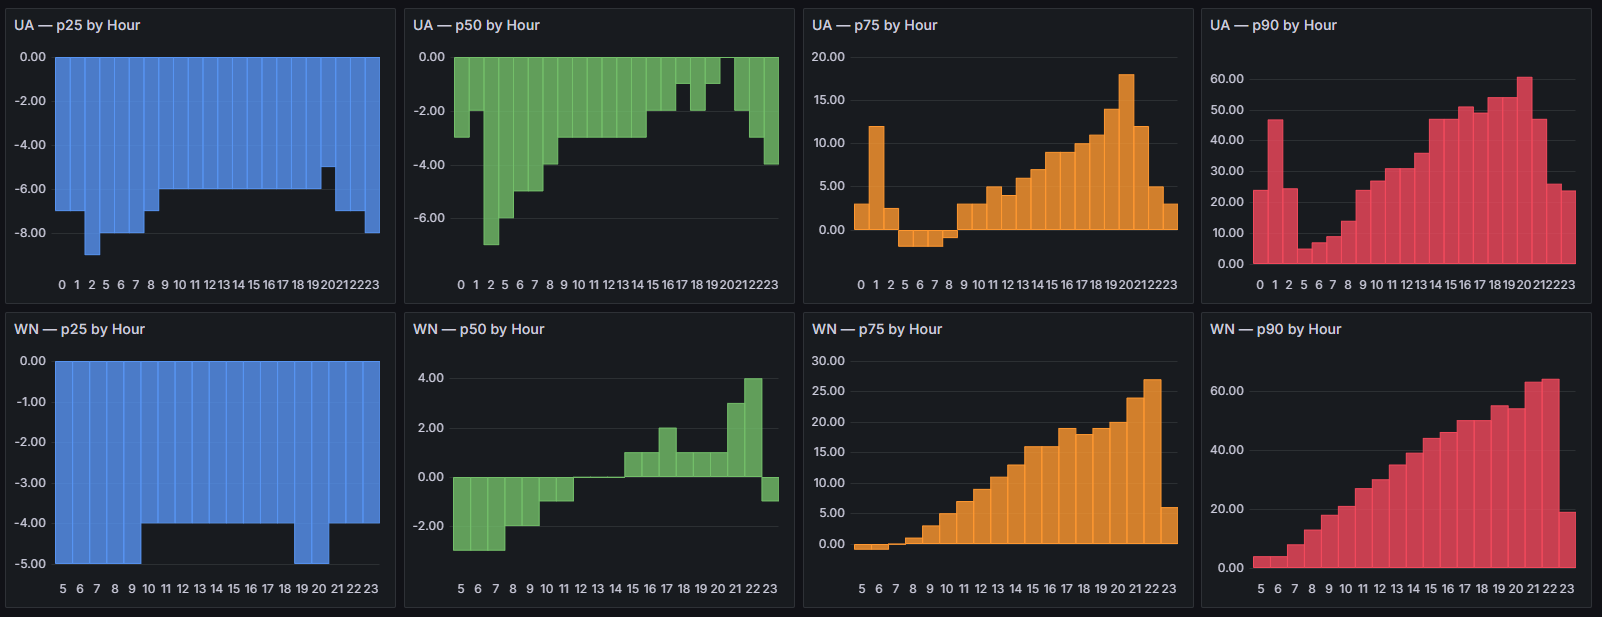 UA — p25 by Hour
0.00
-2.00
-4.00
-6.00
-8.00
0 1 2 5 6 7 8 9 10 11 12 13 14 15 16 17 18 19 20 21 22 23
UA — p50 by Hour
0.00
-2.00
-4.00
-6.00
0 1 2 5 6 7 8 9 10 11 12 13 14 15 16 17 18 19 20 21 22 23
UA — p75 by Hour
20.00
15.00
10.00
5.00
0.00
0 1 2 5 6 7 8 9 10 11 12 13 14 15 16 17 18 19 20 21 22 23
UA — p90 by Hour
60.00
50.00
40.00
30.00
20.00
10.00
0.00
0 1 2 5 6 7 8 9 10 11 12 13 14 15 16 17 18 19 20 21 22 23
WN — p25 by Hour
0.00
-1.00
-2.00
-3.00
-4.00
-5.00
5 6 7 8 9 10 11 12 13 14 15 16 17 18 19 20 21 22 23
WN — p50 by Hour
4.00
2.00
0.00
-2.00
5 6 7 8 9 10 11 12 13 14 15 16 17 18 19 20 21 22 23
WN — p75 by Hour
30.00
25.00
20.00
15.00
10.00
5.00
0.00
5 6 7 8 9 10 11 12 13 14 15 16 17 18 19 20 21 22 23
WN — p90 by Hour
60.00
40.00
20.00
0.00
5 6 7 8 9 10 11 12 13 14 15 16 17 18 19 20 21 22 23